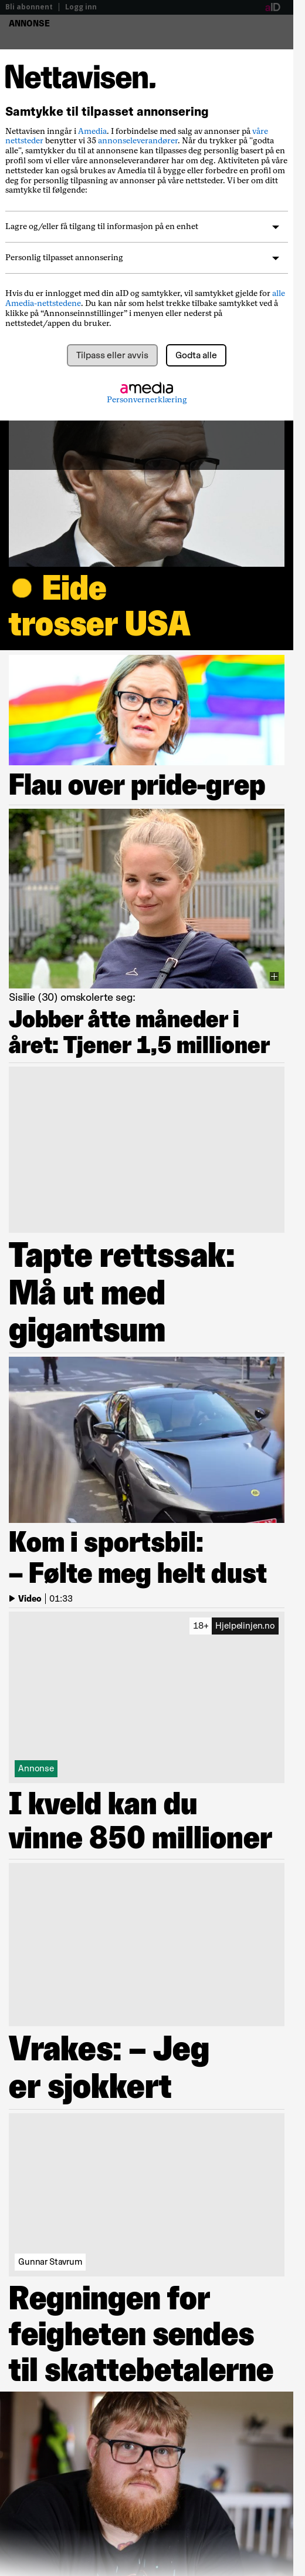 Bli abonnent | Logg inn
aID
ANNONSE
Nettavisen.
Samtykke til tilpasset annonsering
Nettavisen inngår i Amedia. I forbindelse med salg av annonser på våre
nettsteder benytter vi 35 annonseleverandører. Når du trykker på "godta
alle", samtykker du til at annonsene kan tilpasses deg personlig basert på en
profil som vi eller våre annonseleverandører har om deg. Aktiviteten på våre
nettsteder kan også brukes av Amedia til å bygge eller forbedre en profil om
deg for personlig tilpasning av annonser på våre nettsteder. Vi ber om ditt
samtykke til følgende:
Lagre og/eller få tilgang til informasjon på en enhet
Personlig tilpasset annonsering
Hvis du er innlogget med din aID og samtykker, vil samtykket gjelde for alle
Amedia-nettstedene. Du kan når som helst trekke tilbake samtykket ved å
klikke på “Annonseinnstillinger” i menyen eller nederst på
nettstedet/appen du bruker.
Tilpass eller avvis
Godta alle
amedia
Personvernerklæring
Eide
trosser USA
Flau over pride-grep
Sisilie (30) omskolerte seg:
Jobber åtte måneder i
året: Tjener 1,5 millioner
Tapte rettssak:
Må ut med
gigantsum
Kom i sportsbil:
– Følte meg helt dust
Video | 01:33
18+ Hjelpelinjen.no
Annonse
I kveld kan du
vinne 850 millioner
Vrakes: – Jeg
er sjokkert
Gunnar Stavrum
Regningen for
feigheten sendes
til skattebetalerne